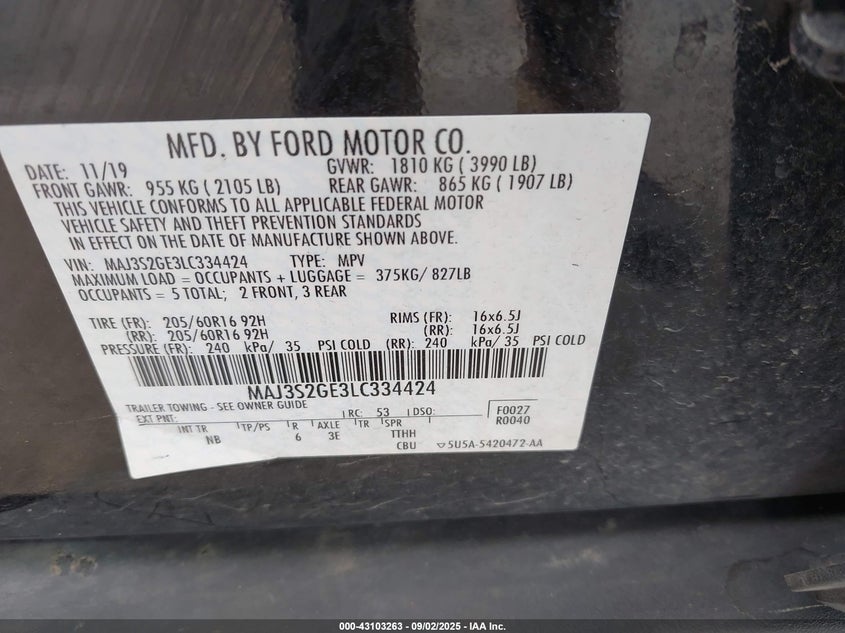 MFD. BY FORD MOTOR CO.
DATE: 11/19 GVWR: 1810 KG ( 3990 LB)
FRONT GAWR: 955 KG ( 2105 LB) REAR GAWR: 865 KG ( 1907 LB)
THIS VEHICLE CONFORMS TO ALL APPLICABLE FEDERAL MOTOR
VEHICLE SAFETY AND THEFT PREVENTION STANDARDS
IN EFFECT ON THE DATE OF MANUFACTURE SHOWN ABOVE.
VIN: MAJ3S2GE3LC334424 TYPE: MPV
MAXIMUM LOAD = OCCUPANTS + LUGGAGE = 375KG/ 827LB
OCCUPANTS = 5 TOTAL; 2 FRONT, 3 REAR
TIRE (FR): 205/60R16 92H RIMS (FR): 16x6.5J
(RR): 205/60R16 92H (RR): 16x6.5J
PRESSURE (FR): 240 kPa/ 35 PSI COLD (RR): 240 kPa/ 35 PSI COLD
MAJ3S2GE3LC334424
TRAILER TOWING - SEE OWNER GUIDE
EXT PNT: RC: 53 DSO: F0027
INT TR TP/PS R AXLE TR SPR R0040
NB 6 3E TTHH
CBU 5U5A-5420472-AA
000-43103263 - 09/02/2025 - IAA Inc.